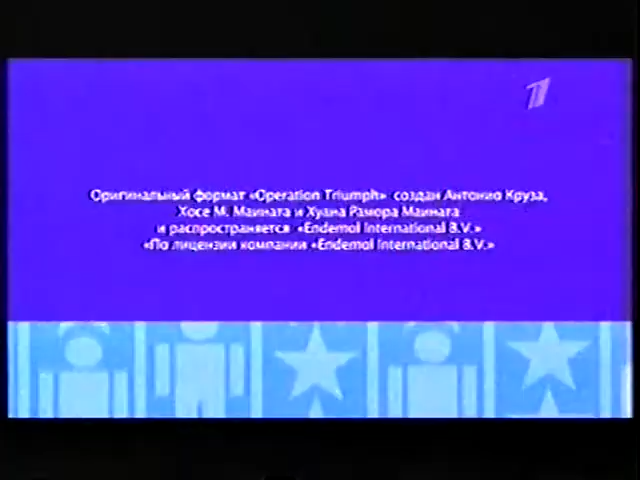 Оригинальный формат «Operation Triumph» создан Антонио Круза,
Хосе М. Маината и Хуана Рамора Маината
и распространяется «Endemol International B.V.»
«По лицензии компании «Endemol International B.V.»